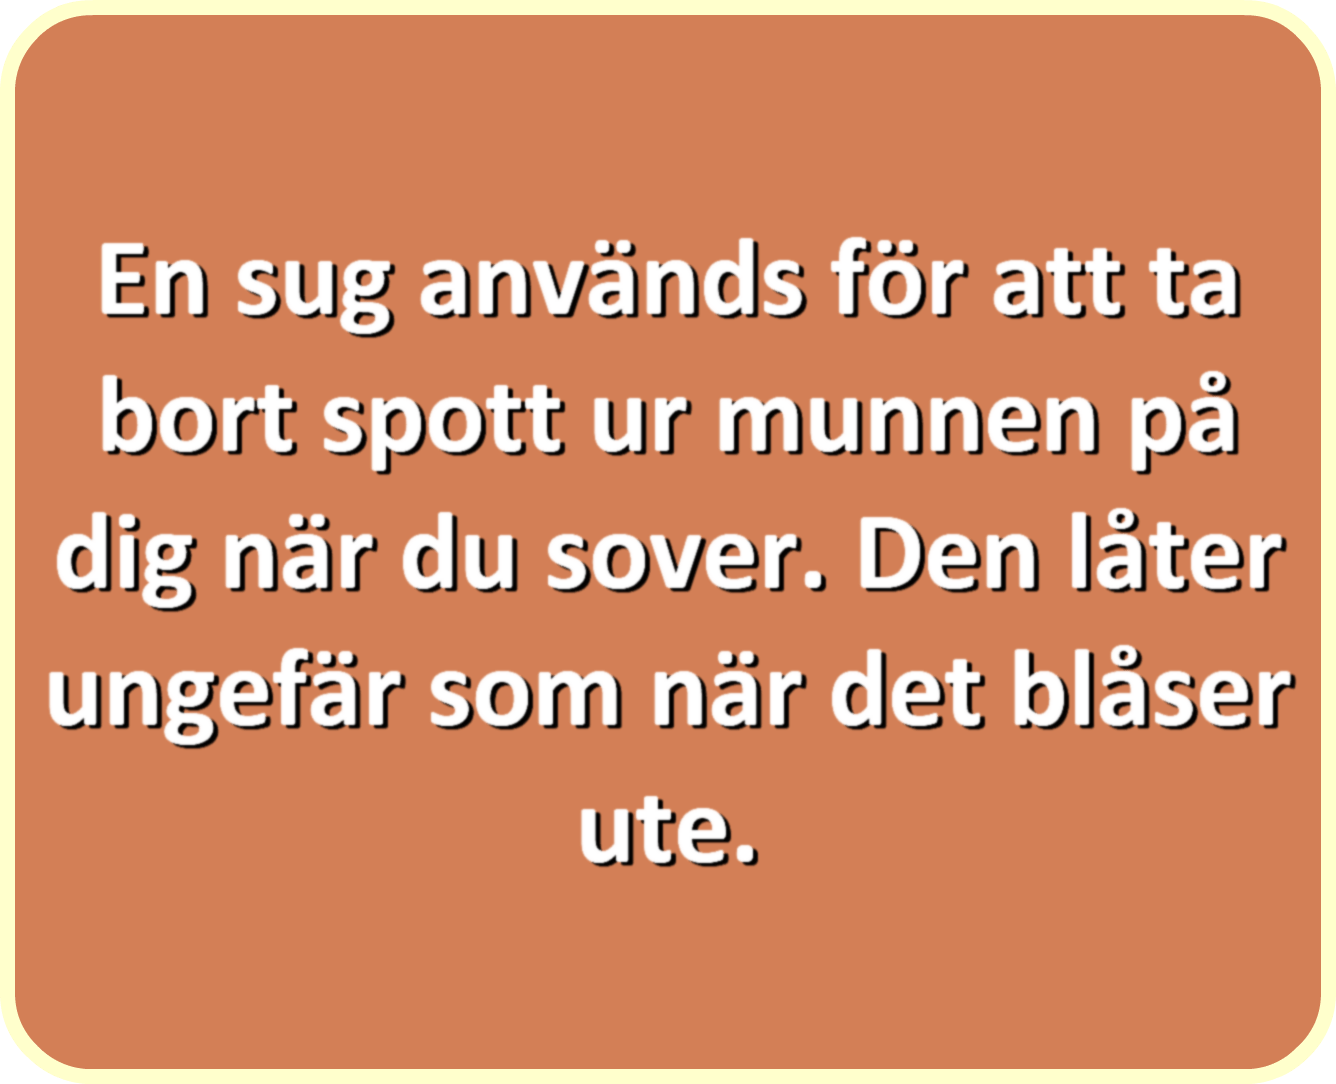 En sug används för att ta
bort spott ur munnen på
dig när du sover. Den låter
ungefär som när det blåser
ute.